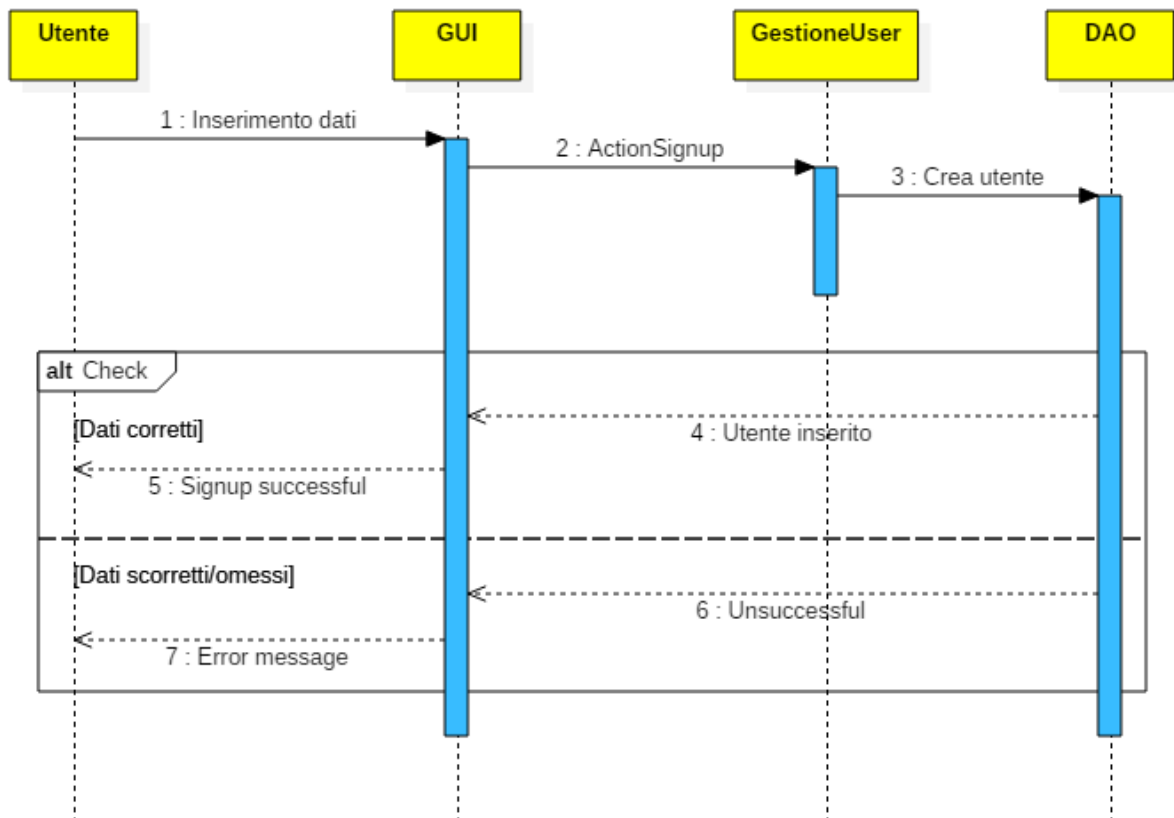 Utente
GUI
GestioneUser
DAO
1 : Inserimento dati
2 : ActionSignup
3 : Crea utente
alt Check
[Dati corretti]
4 : Utente inserito
5 : Signup successful
[Dati scorretti/omessi]
6 : Unsuccessful
7 : Error message